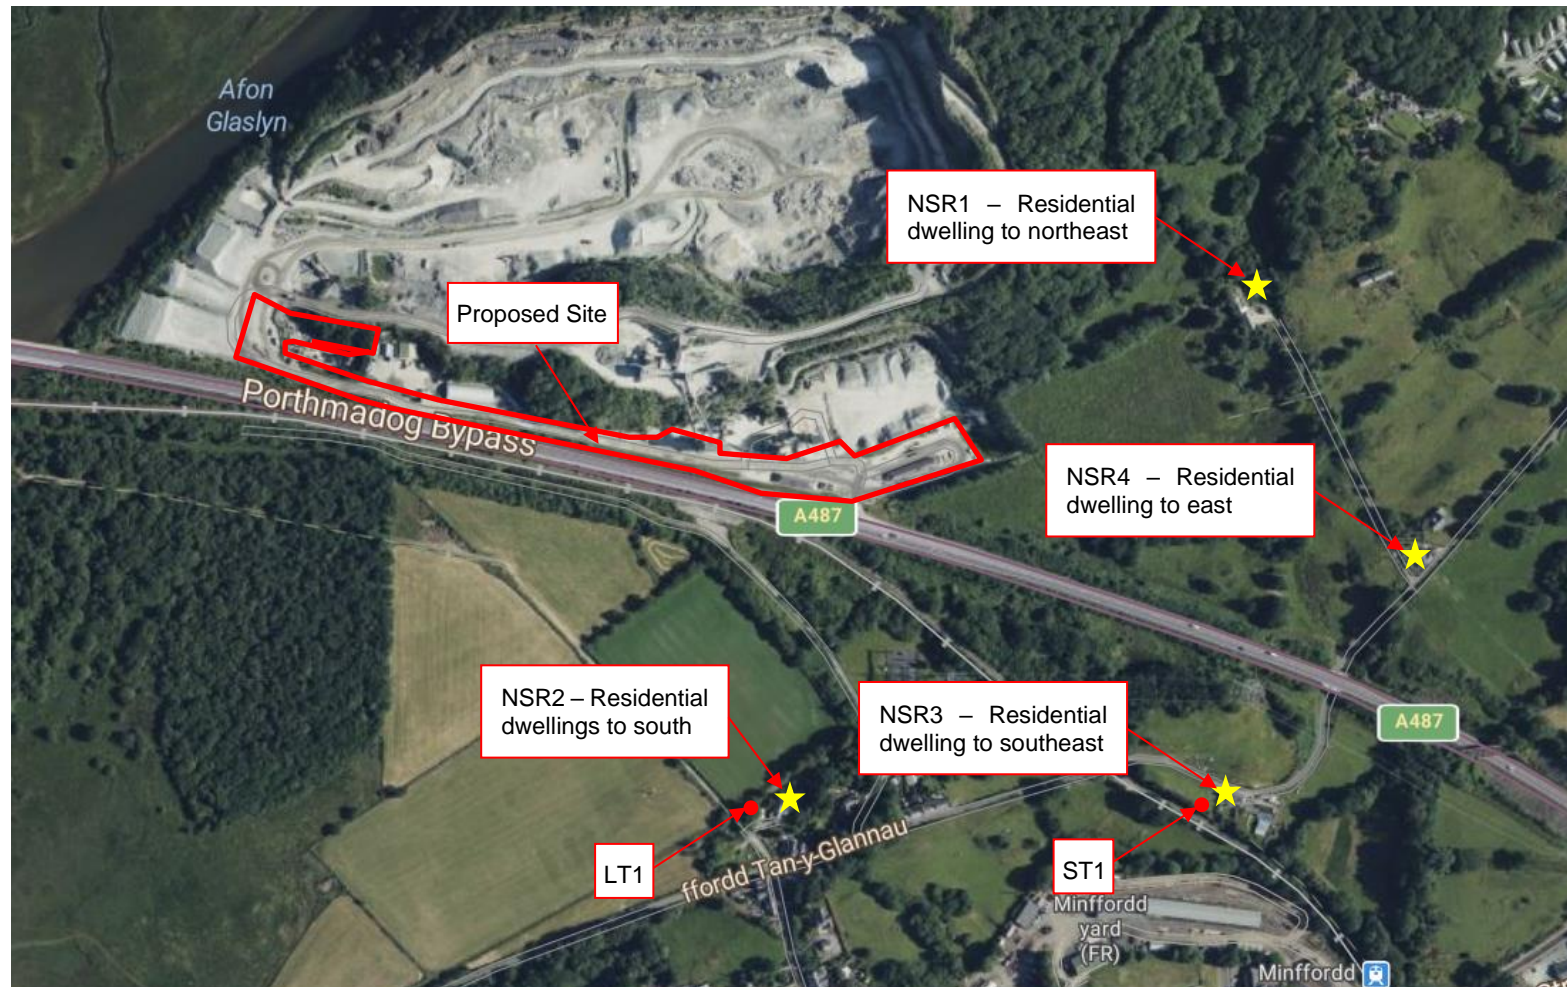 Afon
Glaslyn
NSR1 – Residential
dwelling to northeast
Proposed Site
Porthmadog Bypass
NSR4 – Residential
dwelling to east
A487
NSR2 – Residential
dwellings to south
NSR3 – Residential
dwelling to southeast
A487
LT1
ffordd Tan-y-Glannau
ST1
Minffordd
yard
(FR)
Minffordd